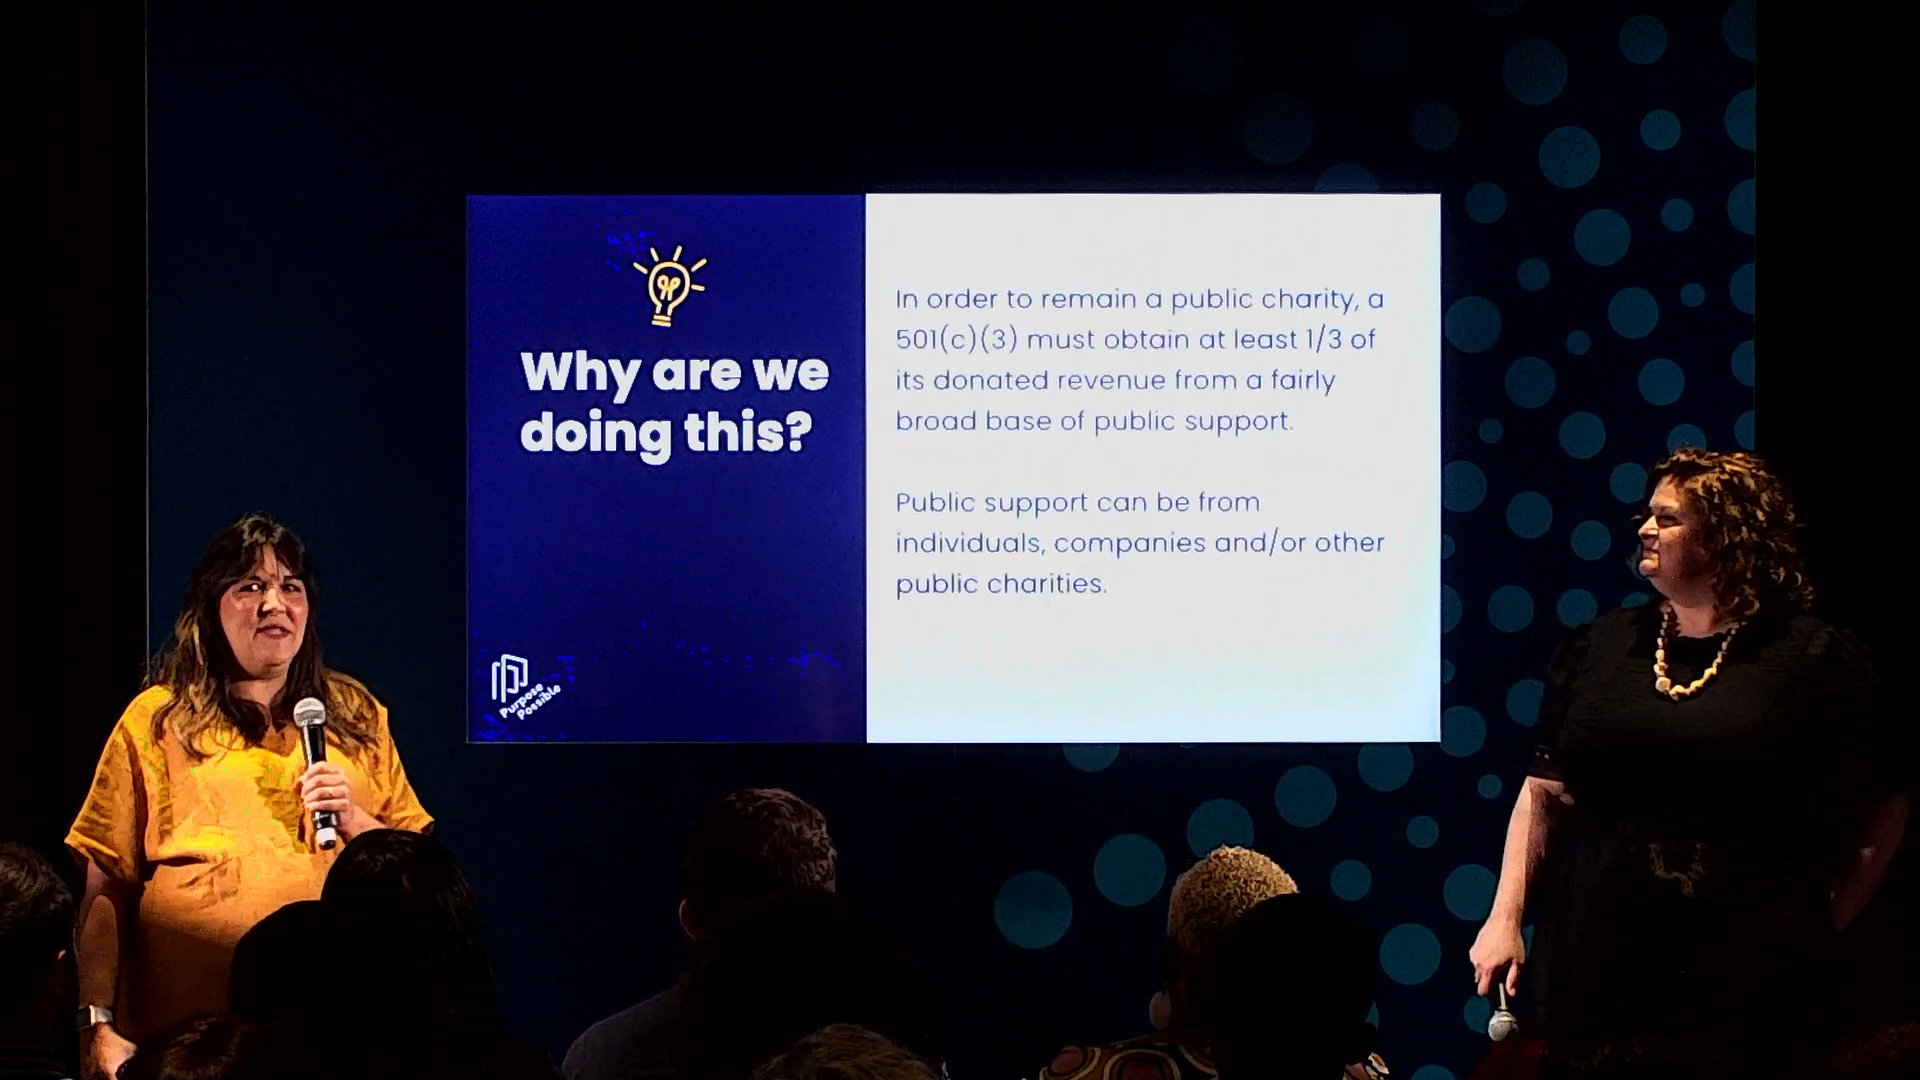 Why are we
doing this?
Purpose
Possible
In order to remain a public charity, a
501(c)(3) must obtain at least 1/3 of
its donated revenue from a fairly
broad base of public support.
Public support can be from
individuals, companies and/or other
public charities.